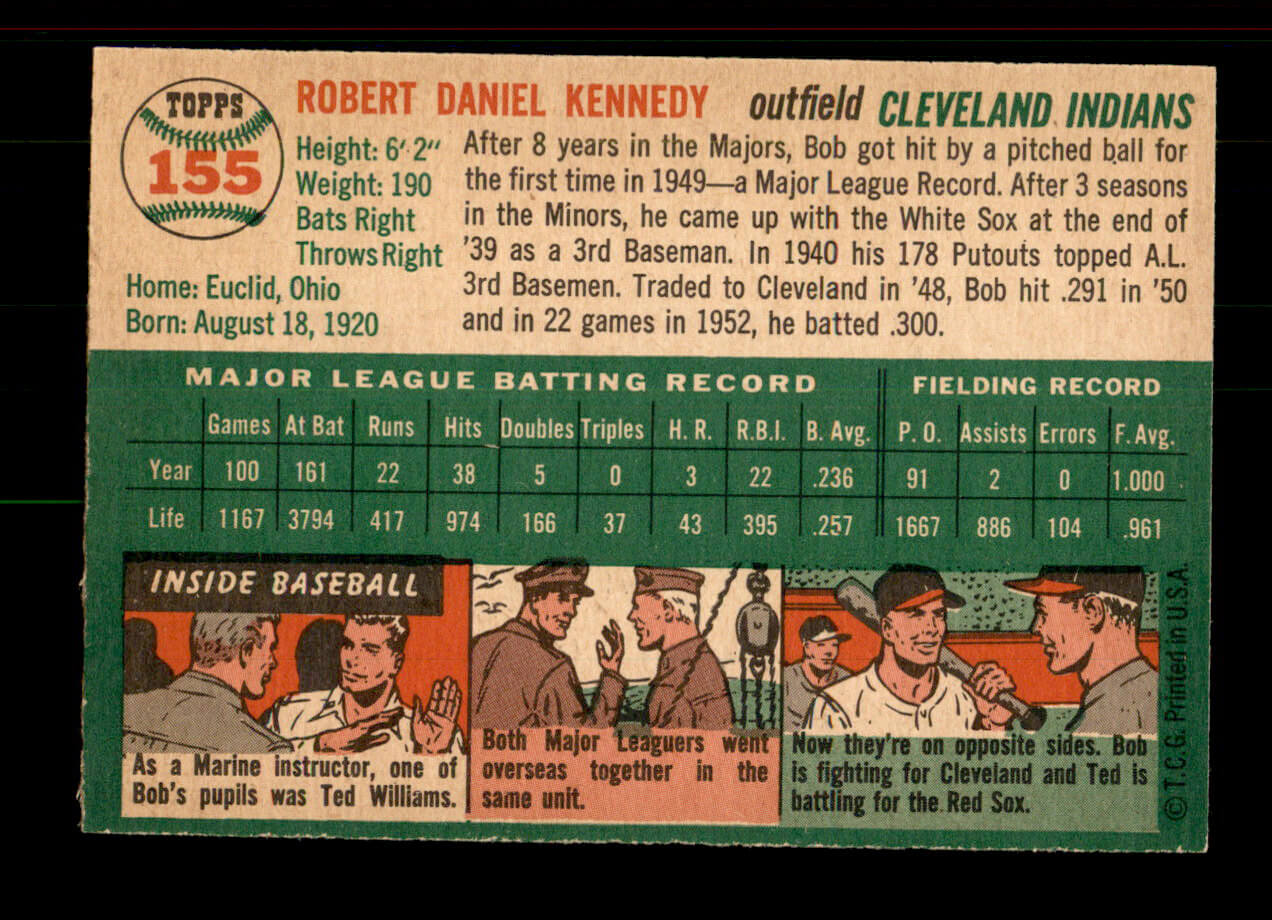 TOPPS
155
ROBERT DANIEL KENNEDY outfield CLEVELAND INDIANS
Height: 6' 2"
Weight: 190
Bats Right
Throws Right
Home: Euclid, Ohio
Born: August 18, 1920
After 8 years in the Majors, Bob got hit by a pitched ball for
the first time in 1949—a Major League Record. After 3 seasons
in the Minors, he came up with the White Sox at the end of
'39 as a 3rd Baseman. In 1940 his 178 Putouts topped A.L.
3rd Basemen. Traded to Cleveland in '48, Bob hit .291 in '50
and in 22 games in 1952, he batted .300.
MAJOR LEAGUE BATTING RECORD FIELDING RECORD
Games At Bat Runs Hits Doubles Triples H. R. R.B.I. B. Avg. P. O. Assists Errors F. Avg.
Year 100 161 22 38 5 0 3 22 .236 91 2 0 1.000
Life 1167 3794 417 974 166 37 43 395 .257 1667 886 104 .961
INSIDE BASEBALL
As a Marine instructor, one of
Bob's pupils was Ted Williams.
Both Major Leaguers went
overseas together in the
same unit.
Now they're on opposite sides. Bob
is fighting for Cleveland and Ted is
battling for the Red Sox.
© T.C.G. Printed in U.S.A.